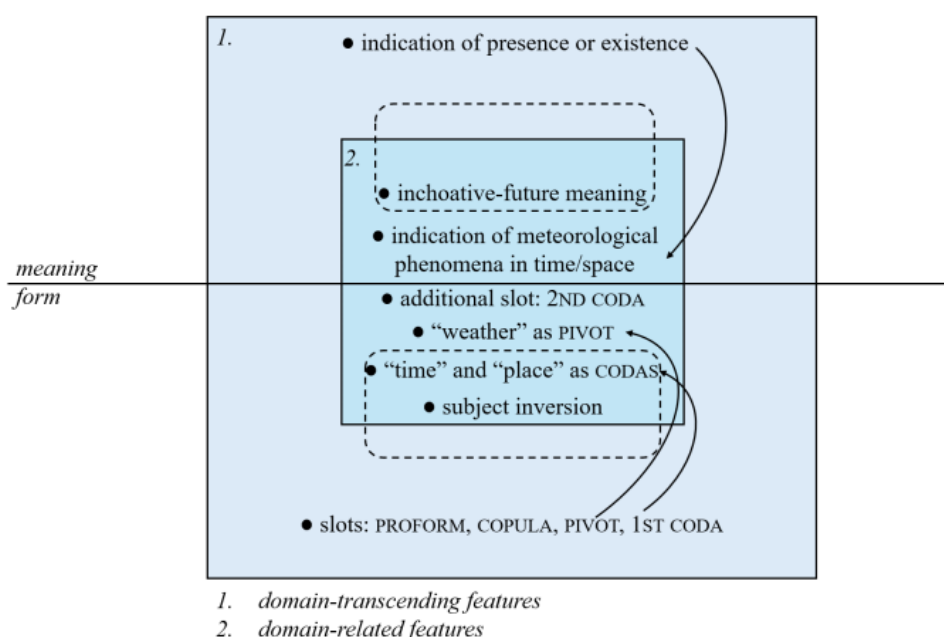 1.
● indication of presence or existence
2.
● inchoative-future meaning
● indication of meteorological
phenomena in time/space
meaning
form
● additional slot: 2ND CODA
● “weather” as PIVOT
● “time” and “place” as CODAS
● subject inversion
● slots: PROFORM, COPULA, PIVOT, 1ST CODA
1. domain-transcending features
2. domain-related features